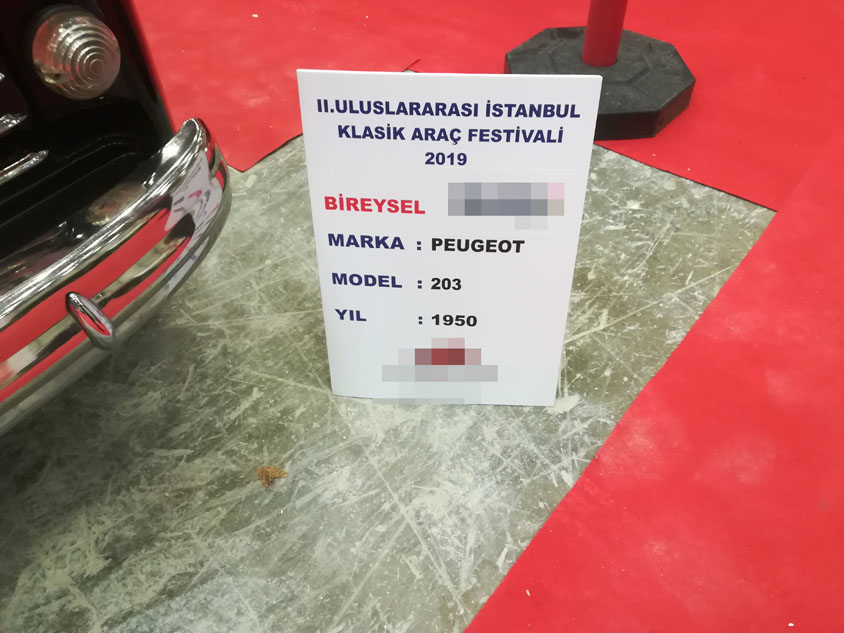 II.ULUSLARARASI İSTANBUL
KLASİK ARAÇ FESTİVALİ
2019
BİREYSEL
MARKA : PEUGEOT
MODEL : 203
YIL : 1950